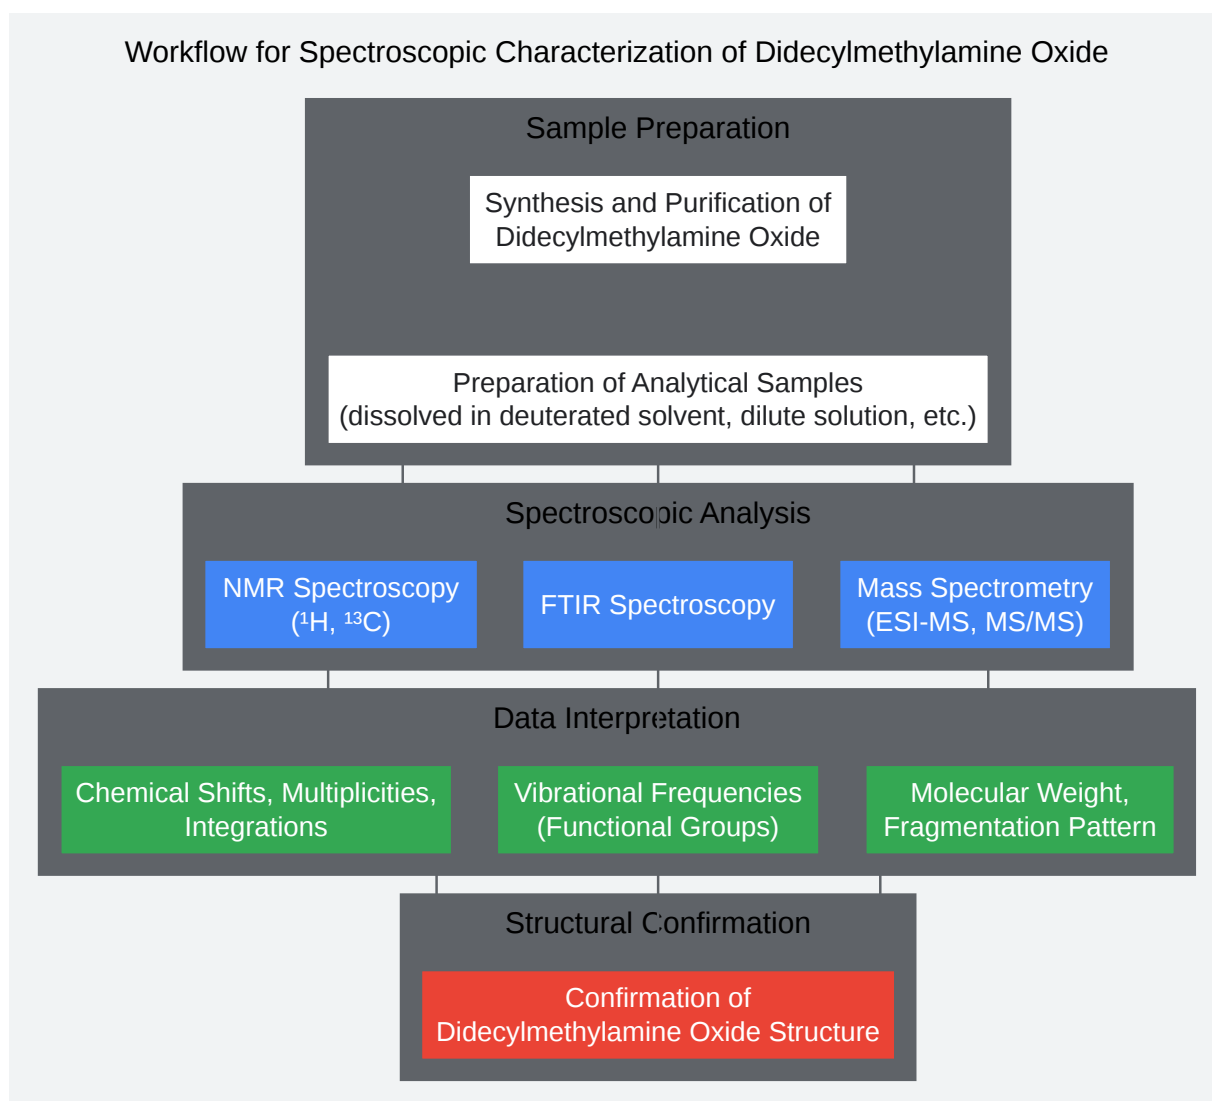 Workflow for Spectroscopic Characterization of Didecylmethylamine Oxide
Sample Preparation
Synthesis and Purification of
Didecylmethylamine Oxide
Preparation of Analytical Samples
(dissolved in deuterated solvent, dilute solution, etc.)
Spectroscopic Analysis
NMR Spectroscopy
(¹H, ¹³C)
FTIR Spectroscopy
Mass Spectrometry
(ESI-MS, MS/MS)
Data Interpretation
Chemical Shifts, Multiplicities,
Integrations
Vibrational Frequencies
(Functional Groups)
Molecular Weight,
Fragmentation Pattern
Structural Confirmation
Confirmation of
Didecylmethylamine Oxide Structure